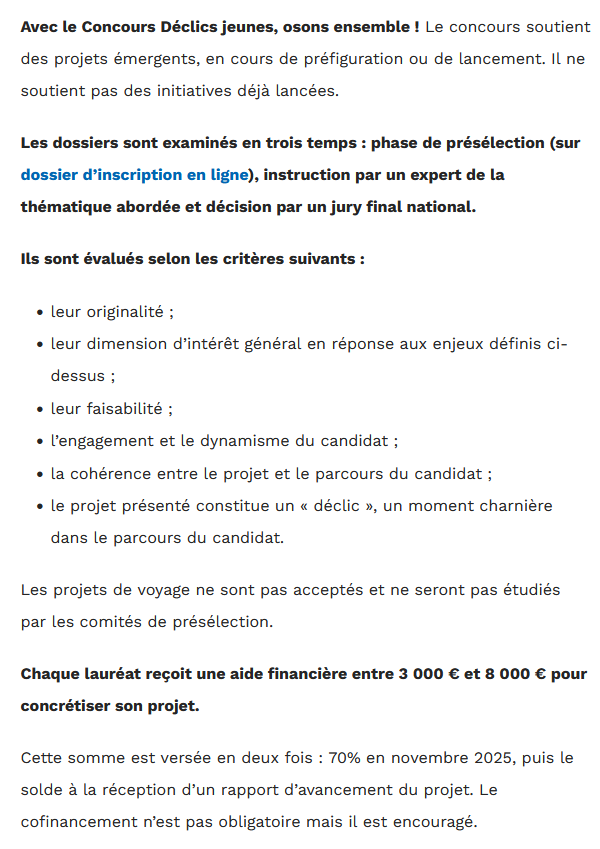 Avec le Concours Déclics jeunes, osons ensemble ! Le concours soutient
des projets émergents, en cours de préfiguration ou de lancement. Il ne
soutient pas des initiatives déjà lancées.
Les dossiers sont examinés en trois temps : phase de présélection (sur
dossier d’inscription en ligne), instruction par un expert de la
thématique abordée et décision par un jury final national.
Ils sont évalués selon les critères suivants :
• leur originalité ;
• leur dimension d’intérêt général en réponse aux enjeux définis ci-
dessus ;
• leur faisabilité ;
• l’engagement et le dynamisme du candidat ;
• la cohérence entre le projet et le parcours du candidat ;
• le projet présenté constitue un « déclic », un moment charnière
dans le parcours du candidat.
Les projets de voyage ne sont pas acceptés et ne seront pas étudiés
par les comités de présélection.
Chaque lauréat reçoit une aide financière entre 3 000 € et 8 000 € pour
concrétiser son projet.
Cette somme est versée en deux fois : 70% en novembre 2025, puis le
solde à la réception d’un rapport d’avancement du projet. Le
cofinancement n’est pas obligatoire mais il est encouragé.